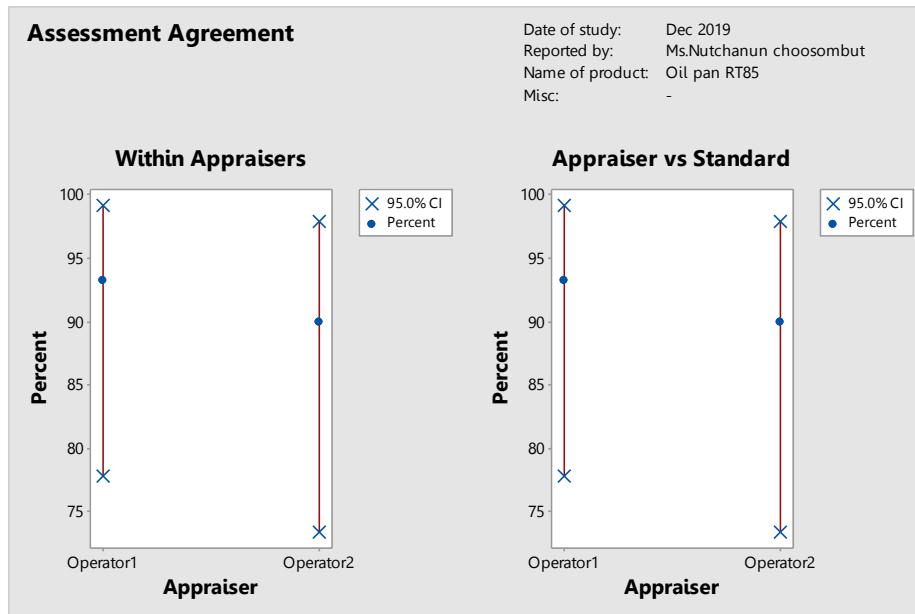 Assessment Agreement
Date of study: Dec 2019
Reported by: Ms.Nutchanun choosombut
Name of product: Oil pan RT85
Misc: -
Within Appraisers
100
95
90
85
80
75
Percent
Operator1 Operator2
Appraiser
95.0% CI
Percent
Appraiser vs Standard
100
95
90
85
80
75
Percent
Operator1 Operator2
Appraiser
95.0% CI
Percent